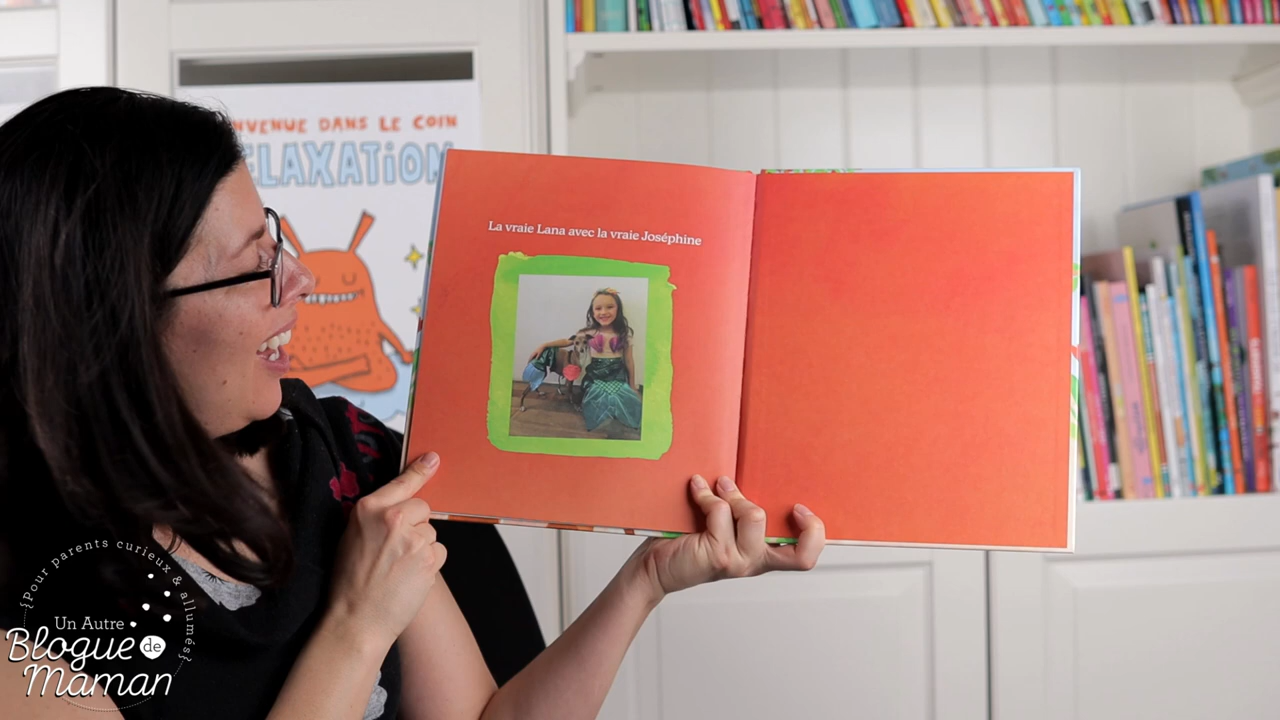 NVENUE DANS LE COIN
ELAXATION
La vraie Lana avec la vraie Joséphine
{Pour parents curieux & allumés}
Un Autre
Blogue de
Maman